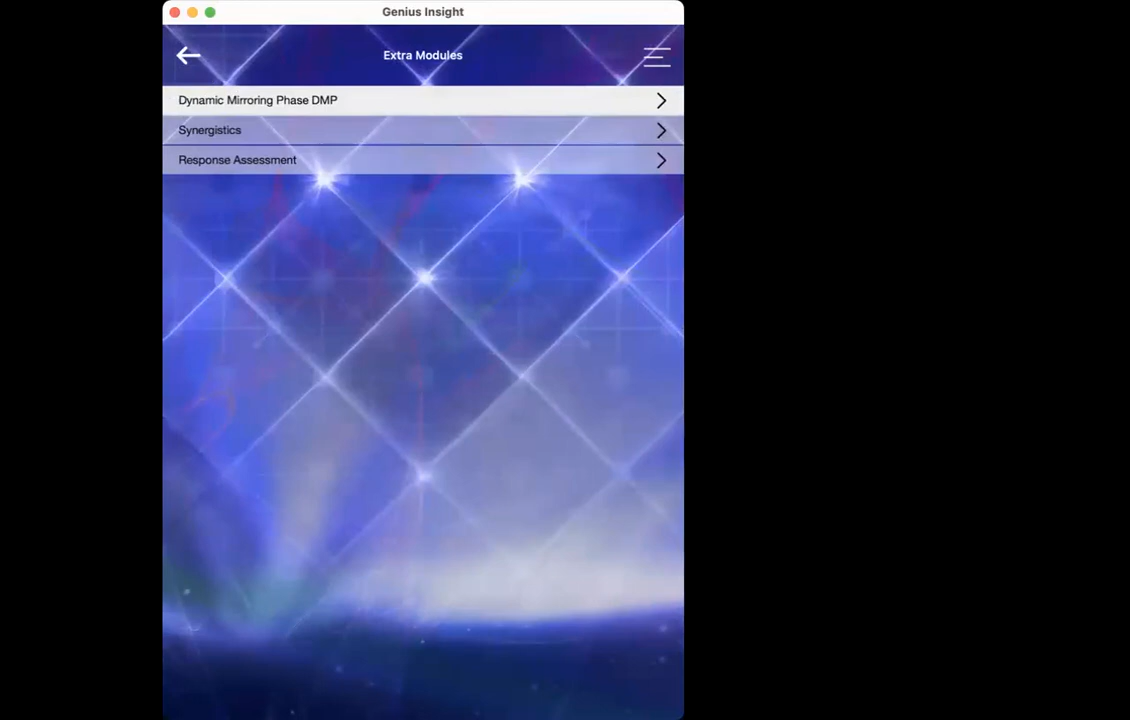 Genius Insight
Extra Modules
Dynamic Mirroring Phase DMP
Synergistics
Response Assessment